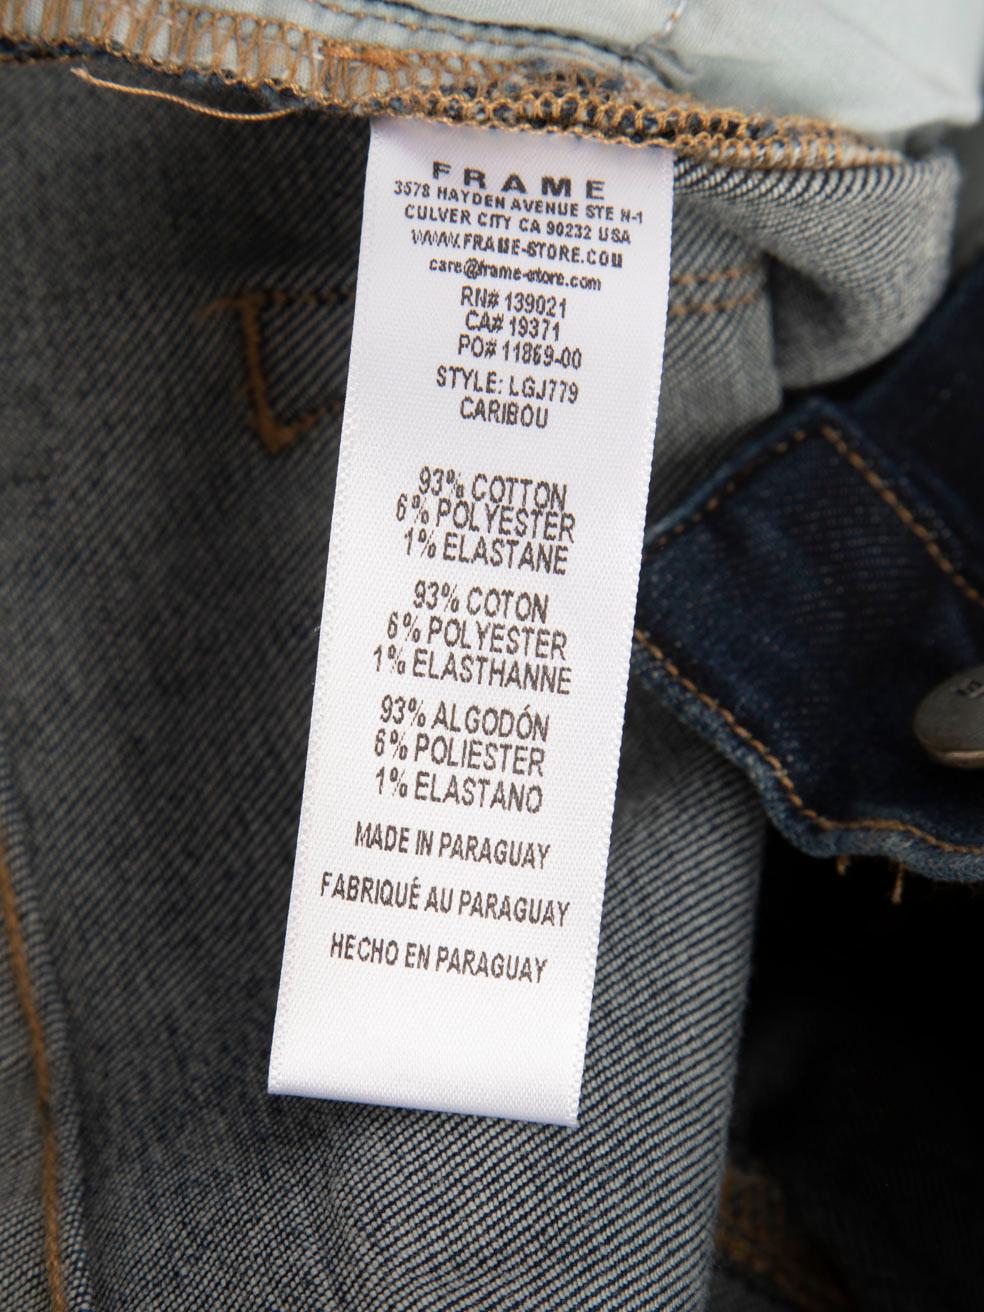 FRAME
3578 HAYDEN AVENUE STE N-1
CULVER CITY CA 90232 USA
WWW.FRAME-STORE.COM
care@frame-store.com
RN# 139021
CA# 19371
PO# 11869-00
STYLE: LGJ779
CARIBOU
93% COTTON
6% POLYESTER
1% ELASTANE
93% COTON
6% POLYESTER
1% ELASTHANNE
93% ALGODÓN
6% POLIESTER
1% ELASTANO
MADE IN PARAGUAY
FABRIQUÉ AU PARAGUAY
HECHO EN PARAGUAY